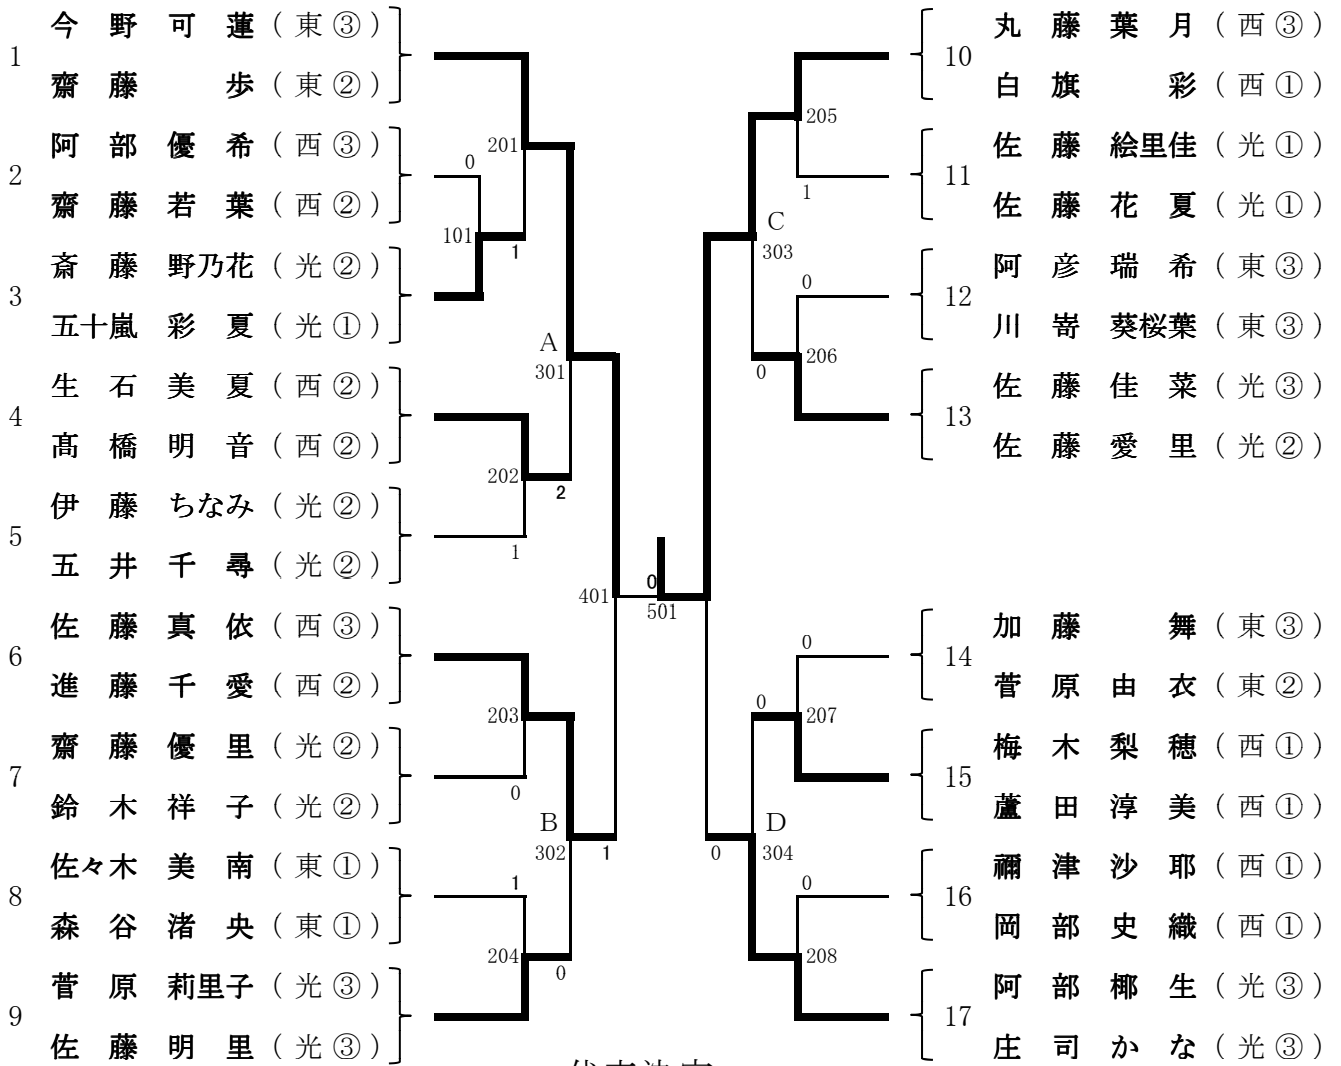 1
今野可蓮（東③）
齋藤歩（東②）
2
阿部優希（西③）
齋藤若葉（西②）
3
斎藤野乃花（光②）
五十嵐彩夏（光①）
4
生石美夏（西②）
髙橋明音（西②）
5
伊藤ちなみ（光②）
五井千尋（光②）
6
佐藤真依（西③）
進藤千愛（西②）
7
齋藤優里（光②）
鈴木祥子（光②）
8
佐々木美南（東①）
森谷渚央（東①）
9
菅原莉里子（光③）
佐藤明里（光③）
0
101
201
1
A
301
202
2
1
203
0
B
302
1
1
204
0
401
0
501
205
1
C
303
0
206
0
0
0
207
D
0
304
0
208
10
丸藤葉月（西③）
白旗彩（西①）
11
佐藤絵里佳（光①）
佐藤花夏（光①）
12
阿彦瑞希（東③）
川嵜葵桜葉（東③）
13
佐藤佳菜（光③）
佐藤愛里（光②）
14
加藤舞（東③）
菅原由衣（東②）
15
梅木梨穂（西①）
蘆田淳美（西①）
16
禰津沙耶（西①）
岡部史織（西①）
17
阿部椰生（光③）
庄司かな（光③）